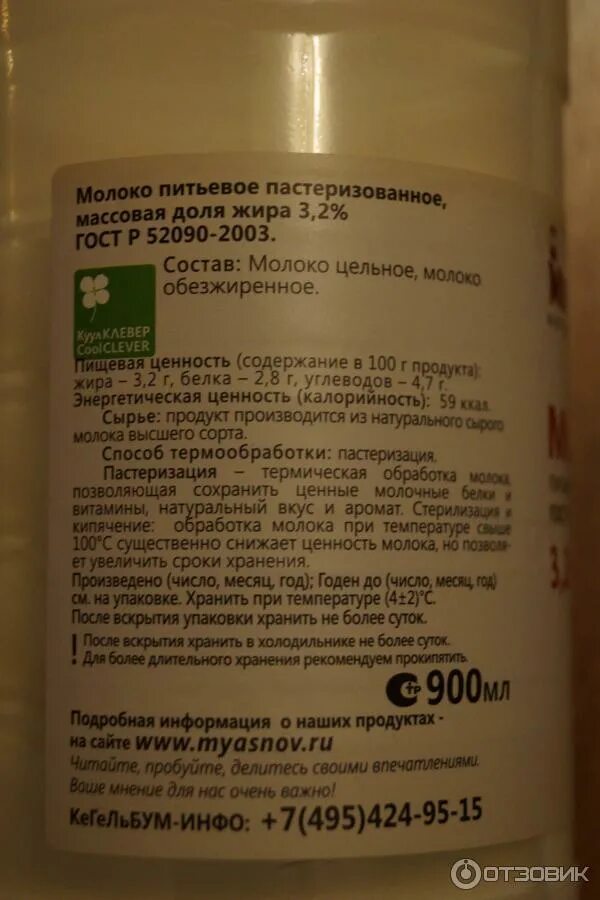 Молоко питьевое пастеризованное,
массовая доля жира 3,2%
ГОСТ Р 52090-2003.
Состав: Молоко цельное, молоко
обезжиренное.
Куул КЛЕВЕР
Cool CLEVER
Пищевая ценность (содержание в 100 г продукта):
жира – 3,2 г, белка – 2,8 г, углеводов – 4,7 г.
Энергетическая ценность (калорийность): 59 ккал.
Сырье: продукт производится из натурального сырого
молока высшего сорта.
Способ термообработки: пастеризация.
Пастеризация – термическая обработка молока,
позволяющая сохранить ценные молочные белки и
витамины, натуральный вкус и аромат. Стерилизация и
кипячение: обработка молока при температуре свыше
100°С существенно снижает ценность молока, но позволя-
ет увеличить сроки хранения.
Произведено (число, месяц, год); Годен до (число, месяц, год)
см. на упаковке. Хранить при температуре (4±2)°С.
После вскрытия упаковки хранить не более суток.
! После вскрытия хранить в холодильнике не более суток.
Для более длительного хранения рекомендуем прокипятить.
900мл
Подробная информация о наших продуктах -
на сайте www.myasnov.ru
Читайте, пробуйте, делитесь своими впечатлениями.
Ваше мнение для нас очень важно!
КеГеЛьБУМ-ИНФО: +7(495)424-95-15
ОТЗОВИК